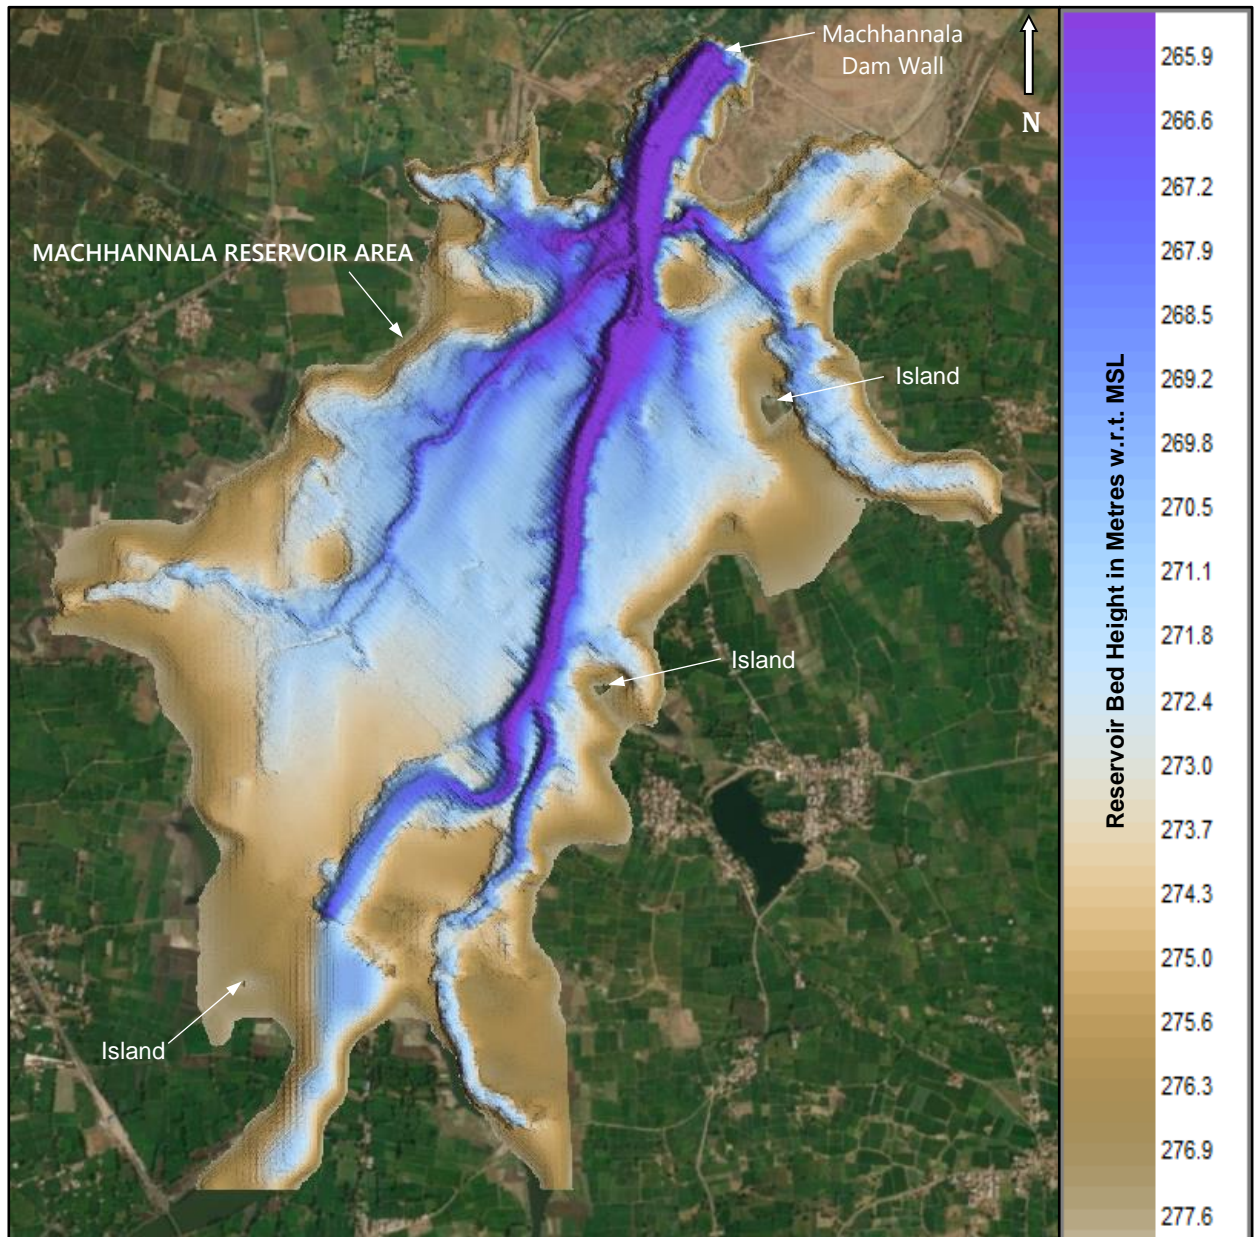 Machhannala
Dam Wall
N
MACHHANNALA RESERVOIR AREA
Island
Island
Island
Reservoir Bed Height in Metres w.r.t. MSL
265.9
266.6
267.2
267.9
268.5
269.2
269.8
270.5
271.1
271.8
272.4
273.0
273.7
274.3
275.0
275.6
276.3
276.9
277.6